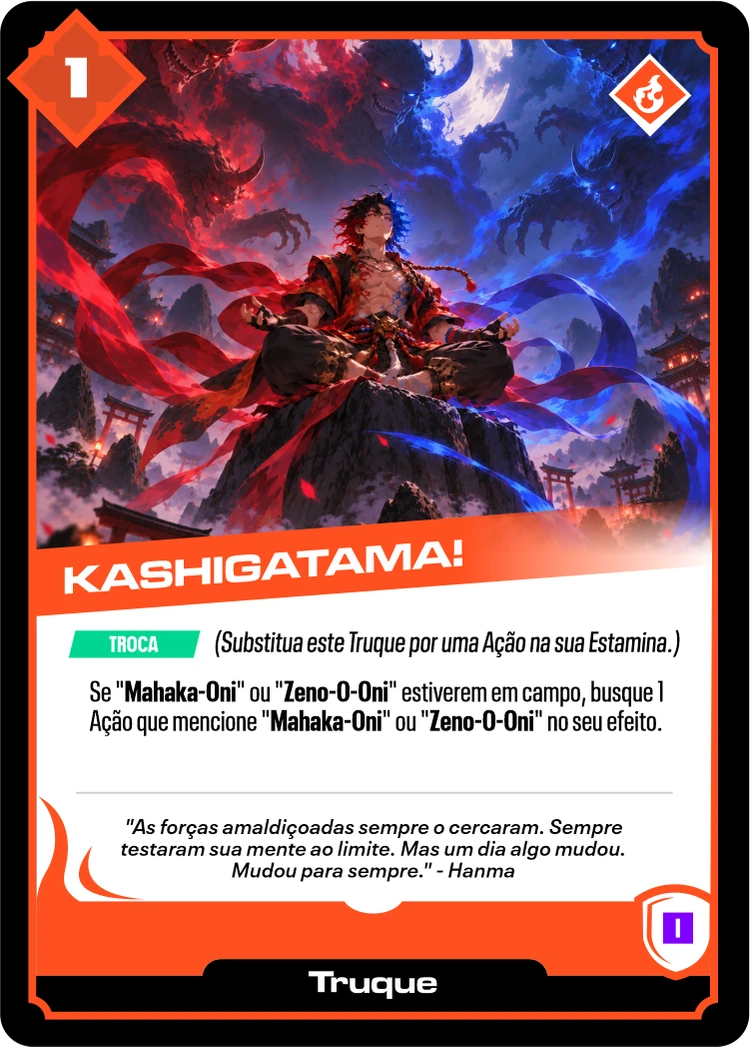 1
KASHIGATAMA!
TROCA (Substitua este Truque por uma Ação na sua Estamina.)
Se "Mahaka-Oni" ou "Zeno-O-Oni" estiverem em campo, busque 1
Ação que mencione "Mahaka-Oni" ou "Zeno-O-Oni" no seu efeito.
"As forças amaldiçoadas sempre o cercaram. Sempre
testaram sua mente ao limite. Mas um dia algo mudou.
Mudou para sempre." - Hanma
I
Truque